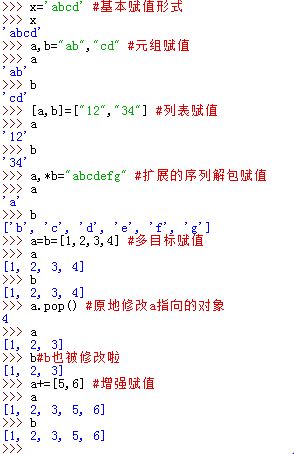 >>> x='abcd' #基本赋值形式
>>> x
'abcd'
>>> a,b="ab","cd" #元组赋值
>>> a
'ab'
>>> b
'cd'
>>> [a,b]=["12","34"] #列表赋值
>>> a
'12'
>>> b
'34'
>>> a,*b="abcdefg" #扩展的序列解包赋值
>>> a
'a'
>>> b
['b', 'c', 'd', 'e', 'f', 'g']
>>> a=b=[1,2,3,4] #多目标赋值
>>> a
[1, 2, 3, 4]
>>> b
[1, 2, 3, 4]
>>> a.pop() #原地修改a指向的对象
4
>>> a
[1, 2, 3]
>>> b#b也被修改啦
[1, 2, 3]
>>> a+=[5,6] #增强赋值
>>> a
[1, 2, 3, 5, 6]
>>> b
[1, 2, 3, 5, 6]
>>>